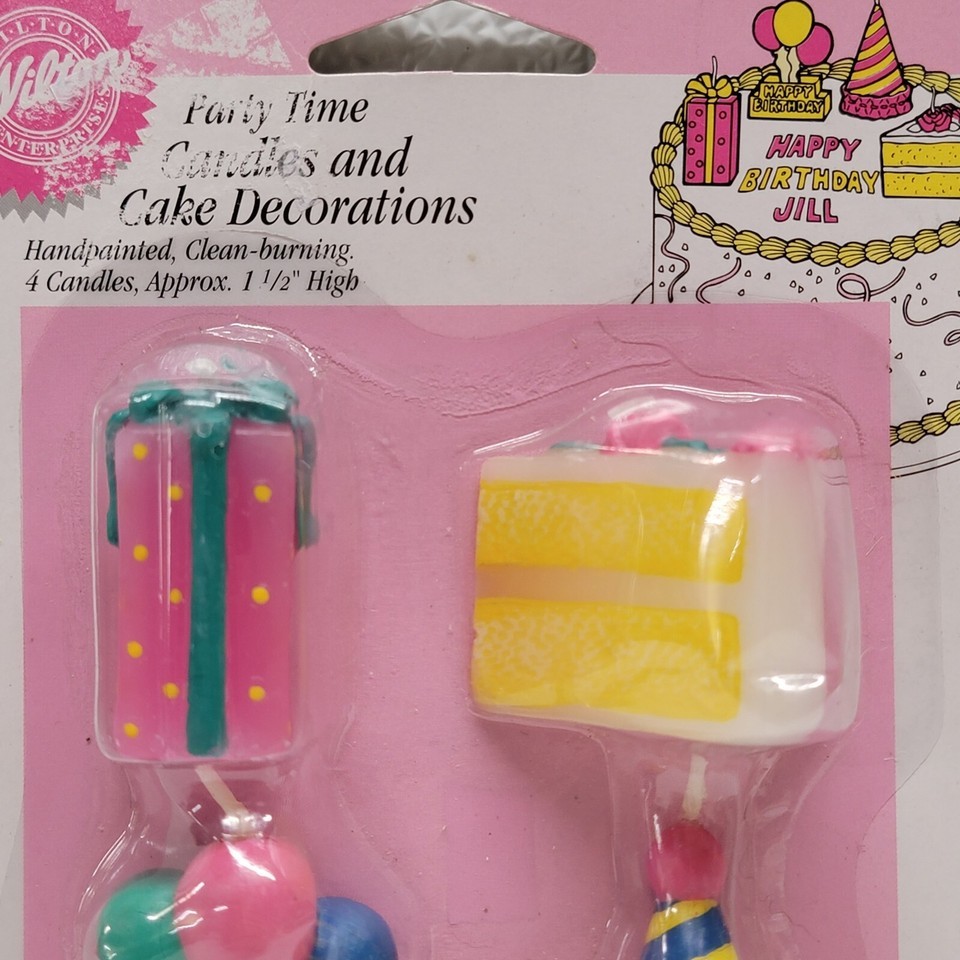 WILTON
Wilton
ENTERPRISES
Party Time
Candles and
Cake Decorations
Handpainted, Clean-burning.
4 Candles, Approx. 1 1/2" High
HAPPY
BIRTHDAY
HAPPY
BIRTHDAY
JILL